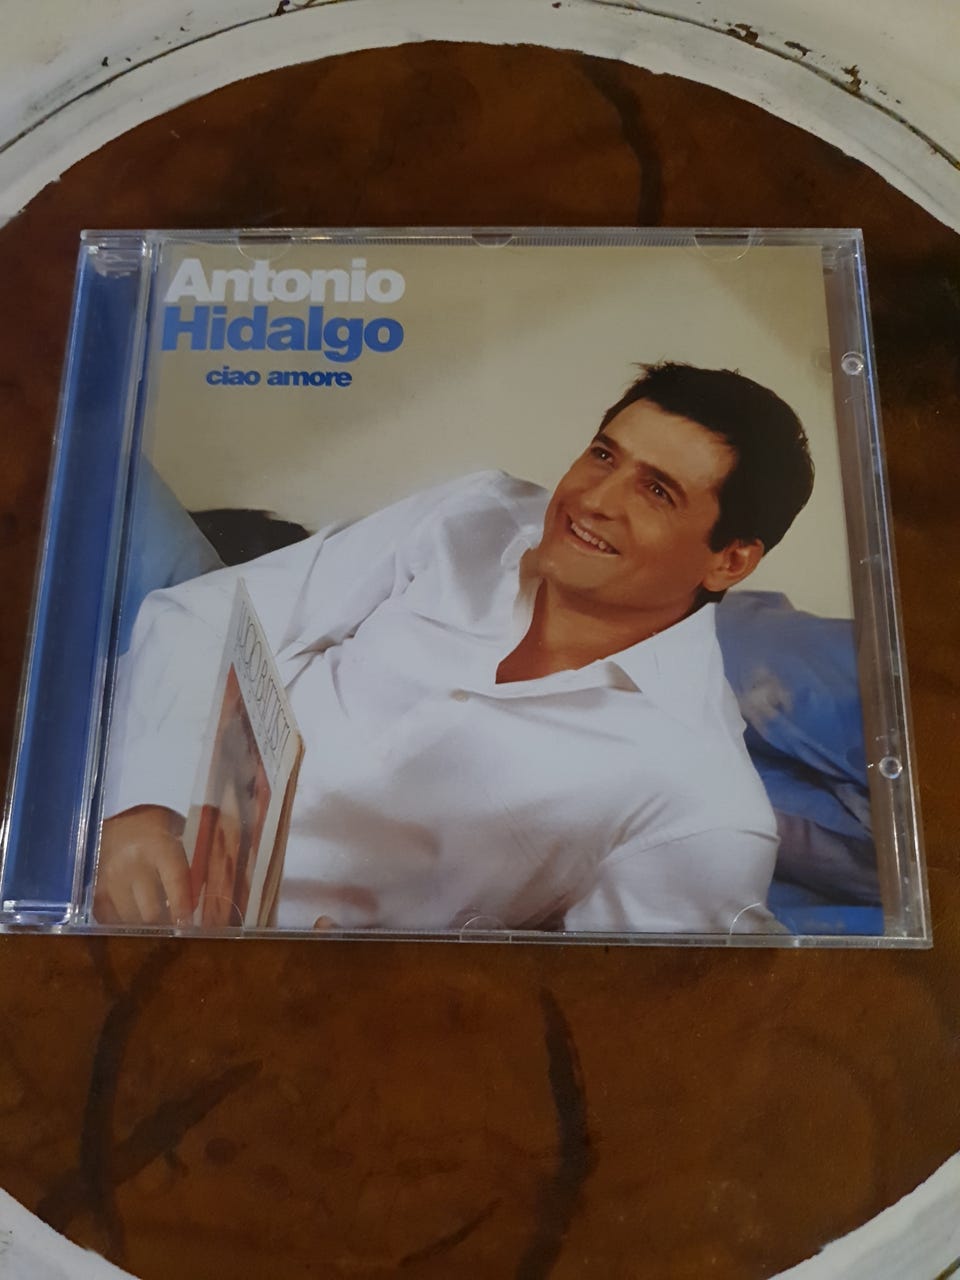 Antonio
Hidalgo
ciao amore